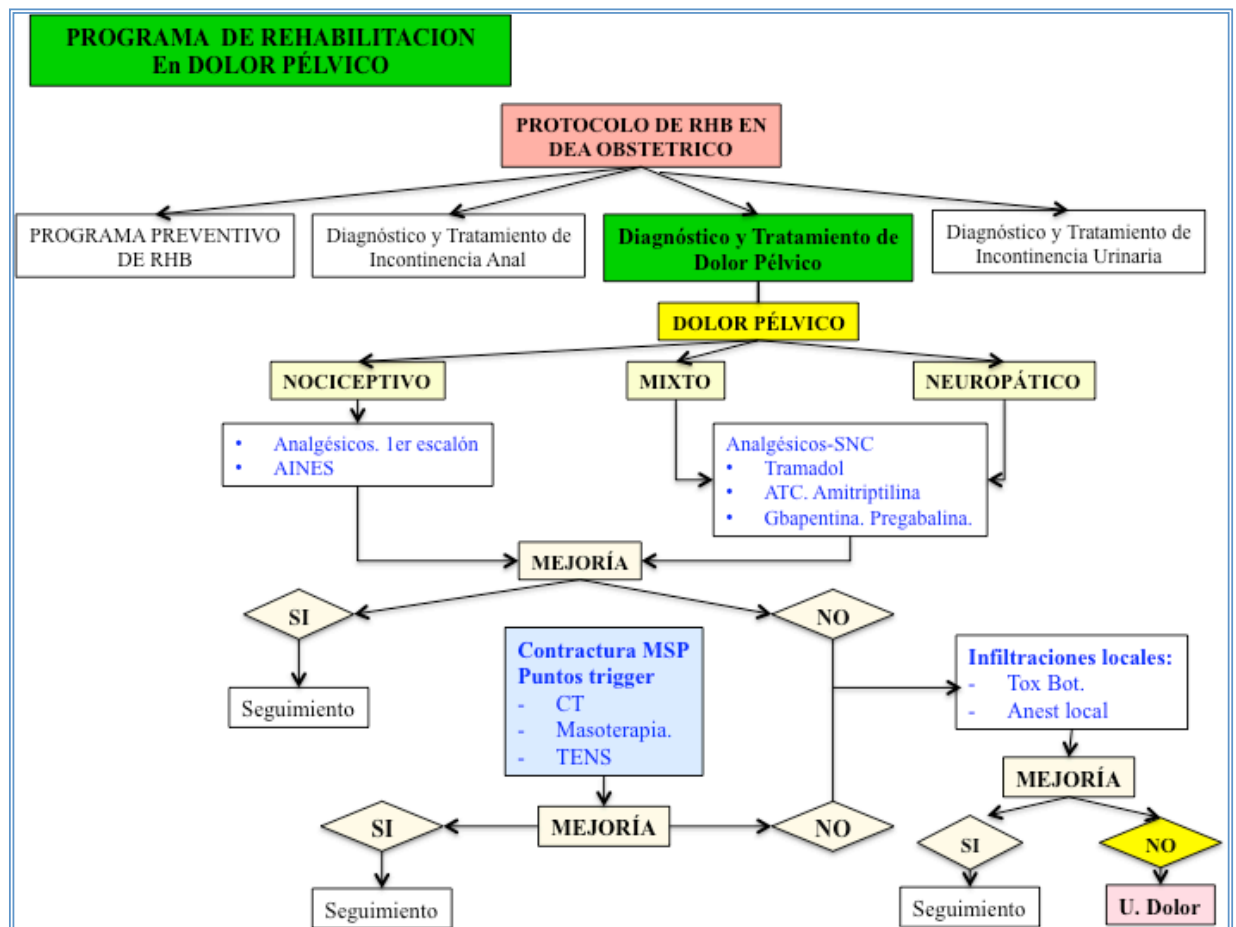 PROGRAMA DE REHABILITACION
En DOLOR PÉLVICO
PROTOCOLO DE RHB EN
DEA OBSTETRICO
PROGRAMA PREVENTIVO
DE RHB
Diagnóstico y Tratamiento de
Incontinencia Anal
Diagnóstico y Tratamiento de
Dolor Pélvico
Diagnóstico y Tratamiento de
Incontinencia Urinaria
DOLOR PÉLVICO
NOCICEPTIVO
MIXTO
NEUROPÁTICO
• Analgésicos. 1er escalón
• AINES
Analgésicos-SNC
• Tramadol
• ATC. Amitriptilina
• Gbapentina. Pregabalina.
MEJORÍA
SI
NO
Seguimiento
Contractura MSP
Puntos trigger
- CT
- Masoterapia.
- TENS
Infiltraciones locales:
- Tox Bot.
- Anest local
MEJORÍA
SI
MEJORÍA
NO
SI
NO
Seguimiento
Seguimiento
U. Dolor